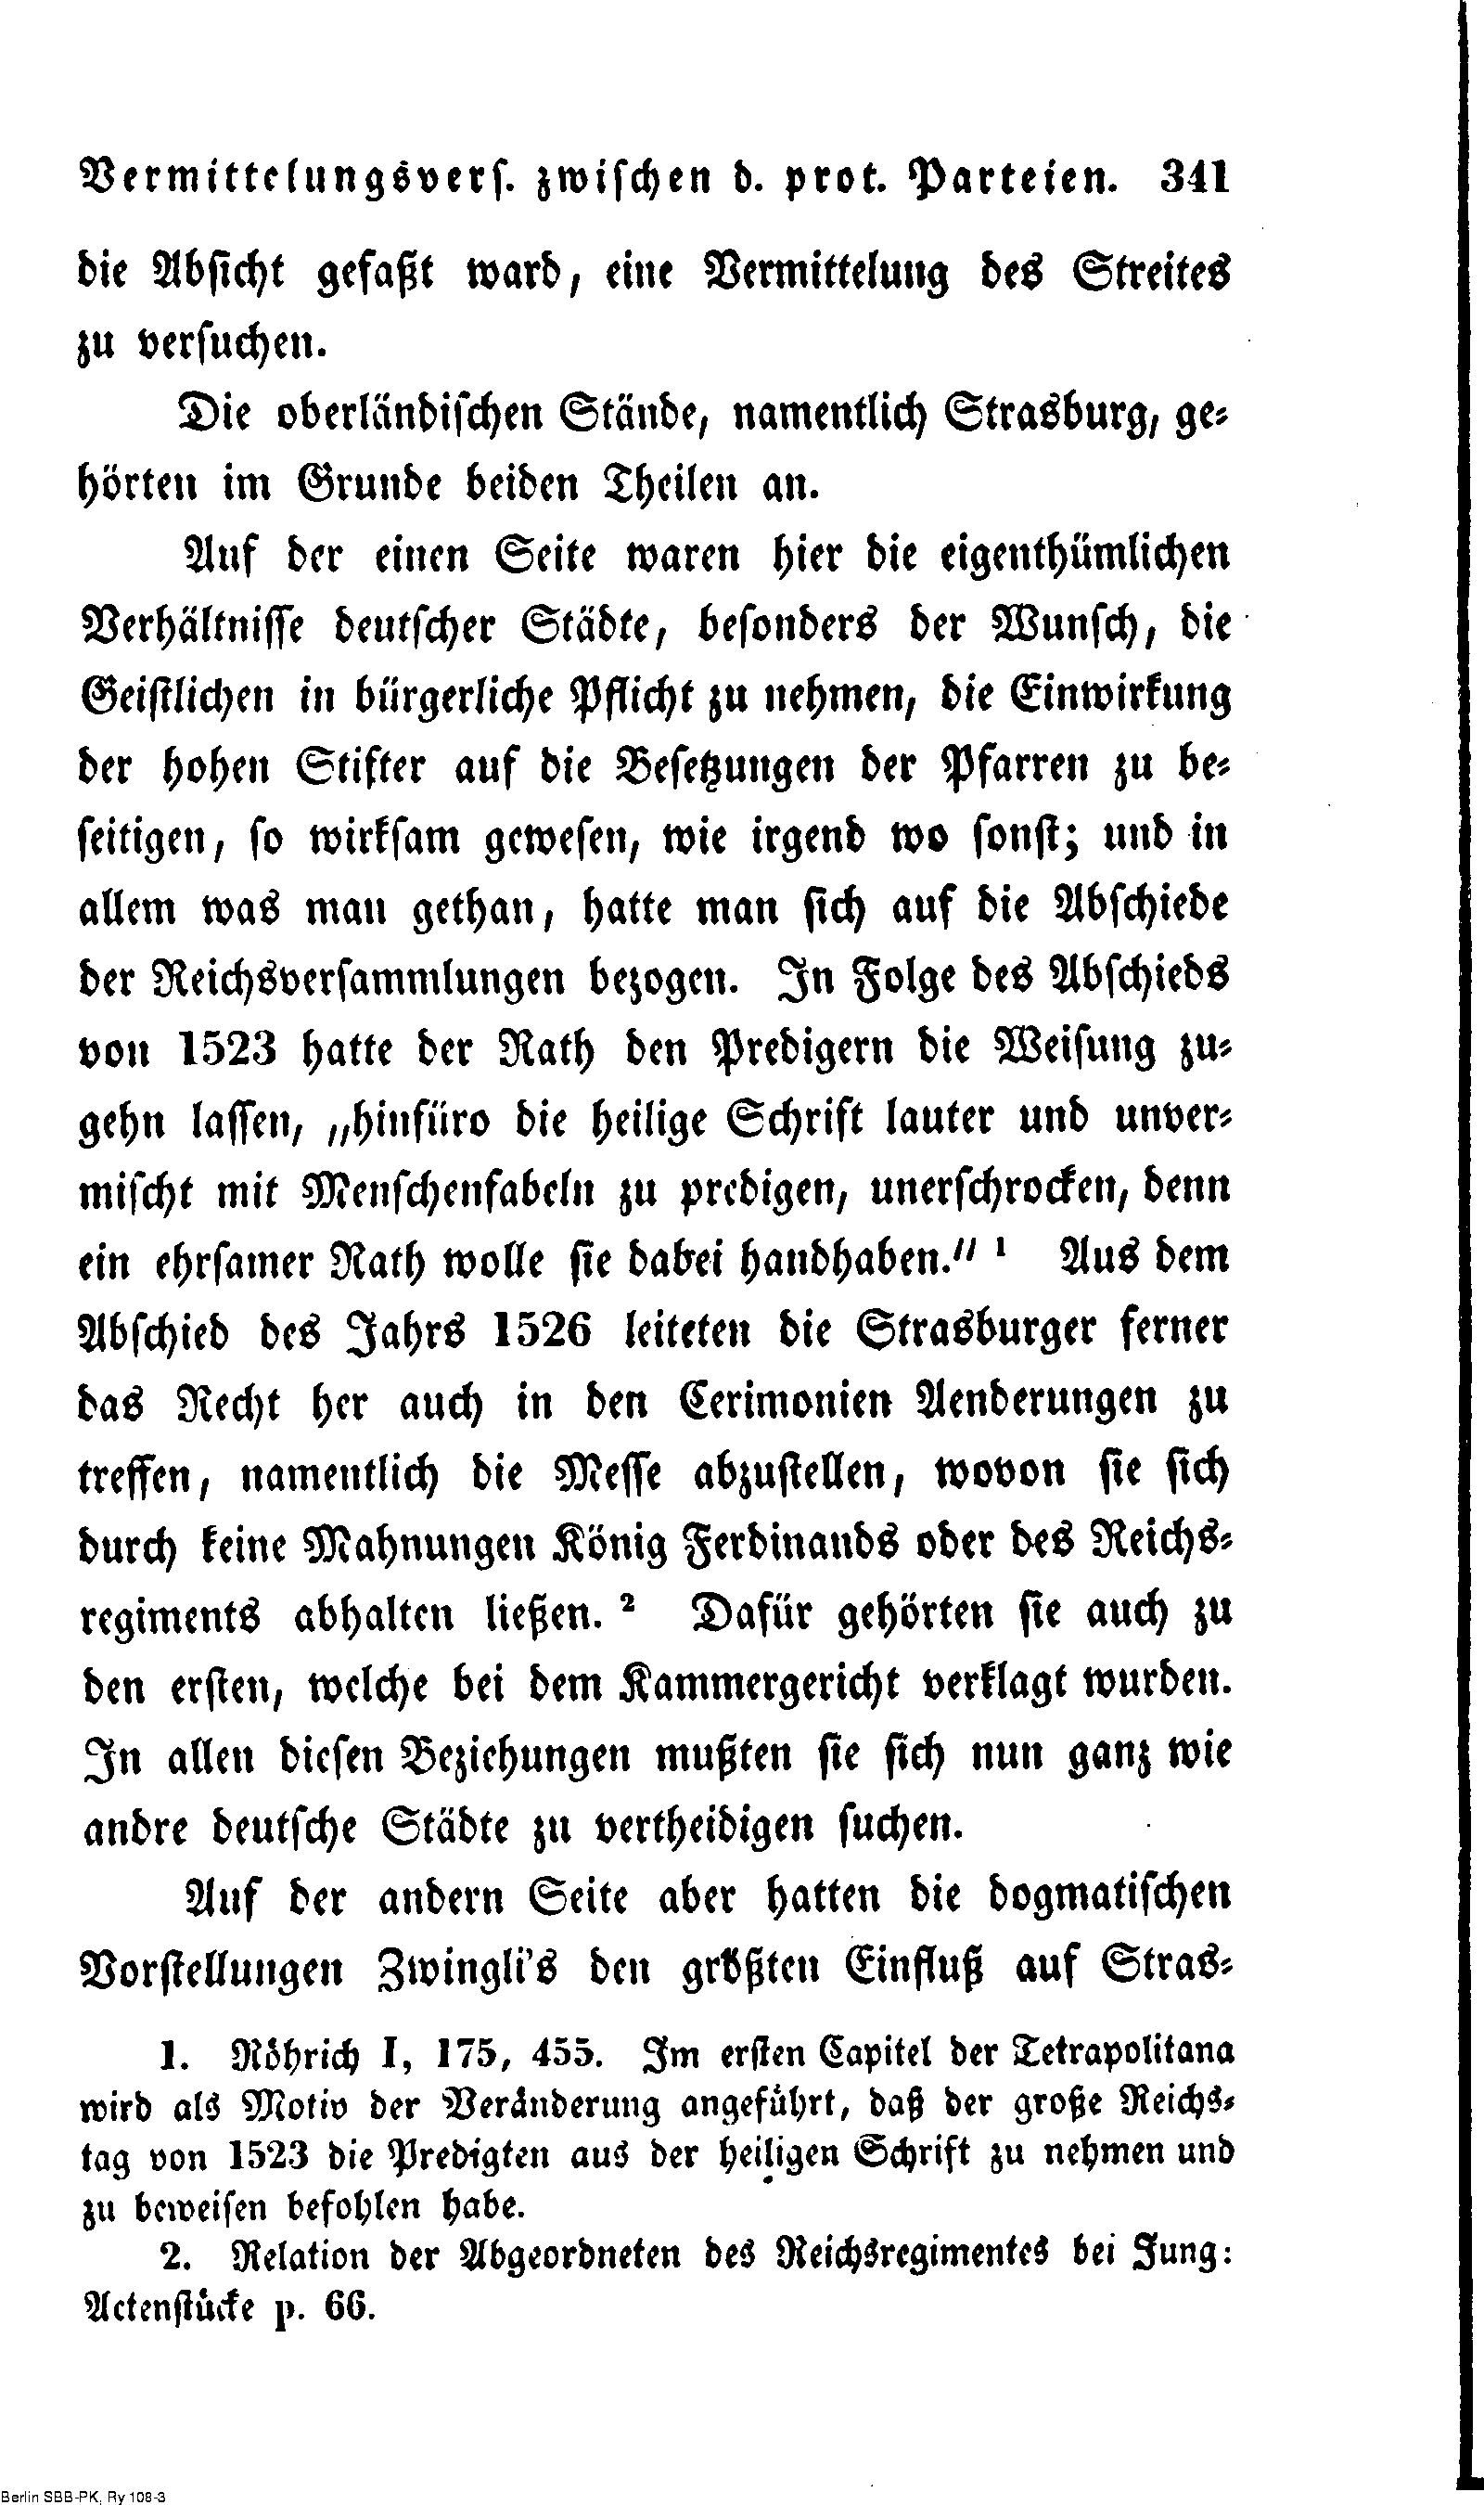 Vermittelungsvers. zwischen d. prot. Parteien. 341
die Absicht gefaßt ward, eine Vermittelung des Streites
zu versuchen.
Die oberländischen Stände, namentlich Strasburg, ge-
hörten im Grunde beiden Theilen an.
Auf der einen Seite waren hier die eigenthümlichen
Verhältnisse deutscher Städte, besonders der Wunsch, die
Geistlichen in bürgerliche Pflicht zu nehmen, die Einwirkung
der hohen Stifter auf die Besetzungen der Pfarren zu be-
seitigen, so wirksam gewesen, wie irgend wo sonst; und in
allem was man gethan, hatte man sich auf die Abschiede
der Reichsversammlungen bezogen. In Folge des Abschieds
von 1523 hatte der Rath den Predigern die Weisung zu-
gehn lassen, „hinfüro die heilige Schrift lauter und unver-
mischt mit Menschenfabeln zu predigen, unerschrocken, denn
ein ehrsamer Rath wolle sie dabei handhaben.“ 1 Aus dem
Abschied des Jahrs 1526 leiteten die Strasburger ferner
das Recht her auch in den Cerimonien Aenderungen zu
treffen, namentlich die Messe abzustellen, wovon sie sich
durch keine Mahnungen König Ferdinands oder des Reichs-
regiments abhalten ließen. 2 Dafür gehörten sie auch zu
den ersten, welche bei dem Kammergericht verklagt wurden.
In allen diesen Beziehungen mußten sie sich nun ganz wie
andre deutsche Städte zu vertheidigen suchen.
Auf der andern Seite aber hatten die dogmatischen
Vorstellungen Zwingli's den größten Einfluß auf Stras-
1. Röhrich I, 175, 455. Im ersten Capitel der Tetrapolitana
wird als Motiv der Veränderung angeführt, daß der große Reichs-
tag von 1523 die Predigten aus der heiligen Schrift zu nehmen und
zu beweisen befohlen habe.
2. Relation der Abgeordneten des Reichsregimentes bei Jung:
Actenstücke p. 66.
Berlin SBB-PK, Ry 108-3